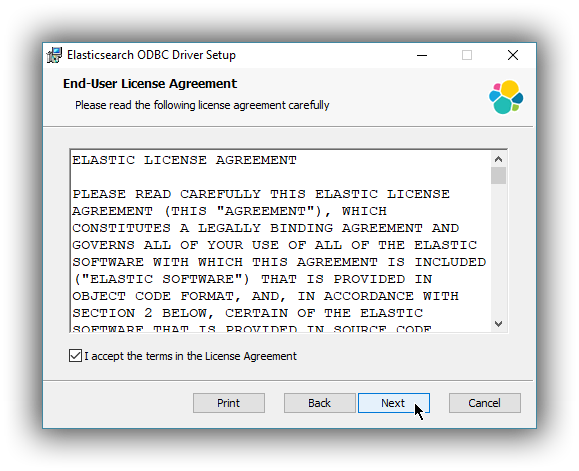 Elasticsearch ODBC Driver Setup
End-User License Agreement
Please read the following license agreement carefully
ELASTIC LICENSE AGREEMENT
PLEASE READ CAREFULLY THIS ELASTIC LICENSE
AGREEMENT (THIS "AGREEMENT"), WHICH
CONSTITUTES A LEGALLY BINDING AGREEMENT AND
GOVERNS ALL OF YOUR USE OF ALL OF THE ELASTIC
SOFTWARE WITH WHICH THIS AGREEMENT IS INCLUDED
("ELASTIC SOFTWARE") THAT IS PROVIDED IN
OBJECT CODE FORMAT, AND, IN ACCORDANCE WITH
SECTION 2 BELOW, CERTAIN OF THE ELASTIC
SOFTWARE THAT IS PROVIDED IN SOURCE CODE
I accept the terms in the License Agreement
Print Back Next Cancel